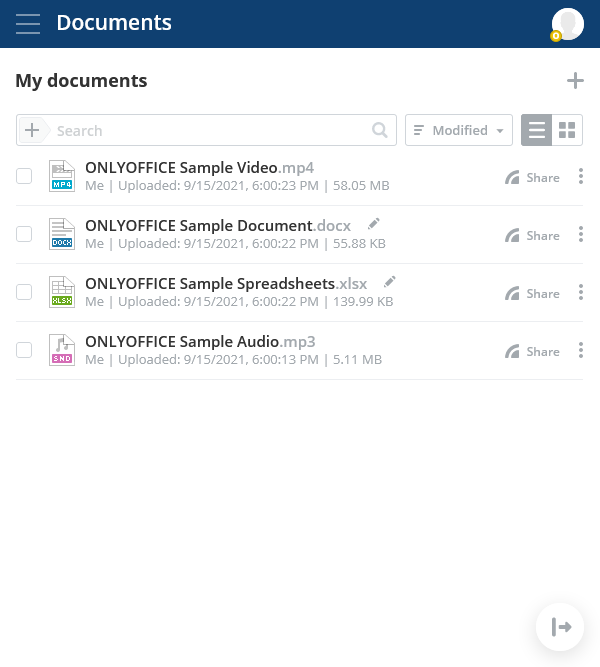 Documents
My documents
Search
Modified
ONLYOFFICE Sample Video.mp4
MP4
Me | Uploaded: 9/15/2021, 6:00:23 PM | 58.05 MB
Share
ONLYOFFICE Sample Document.docx
DOCX
Me | Uploaded: 9/15/2021, 6:00:22 PM | 55.88 KB
Share
ONLYOFFICE Sample Spreadsheets.xlsx
XLSX
Me | Uploaded: 9/15/2021, 6:00:22 PM | 139.99 KB
Share
ONLYOFFICE Sample Audio.mp3
SND
Me | Uploaded: 9/15/2021, 6:00:13 PM | 5.11 MB
Share